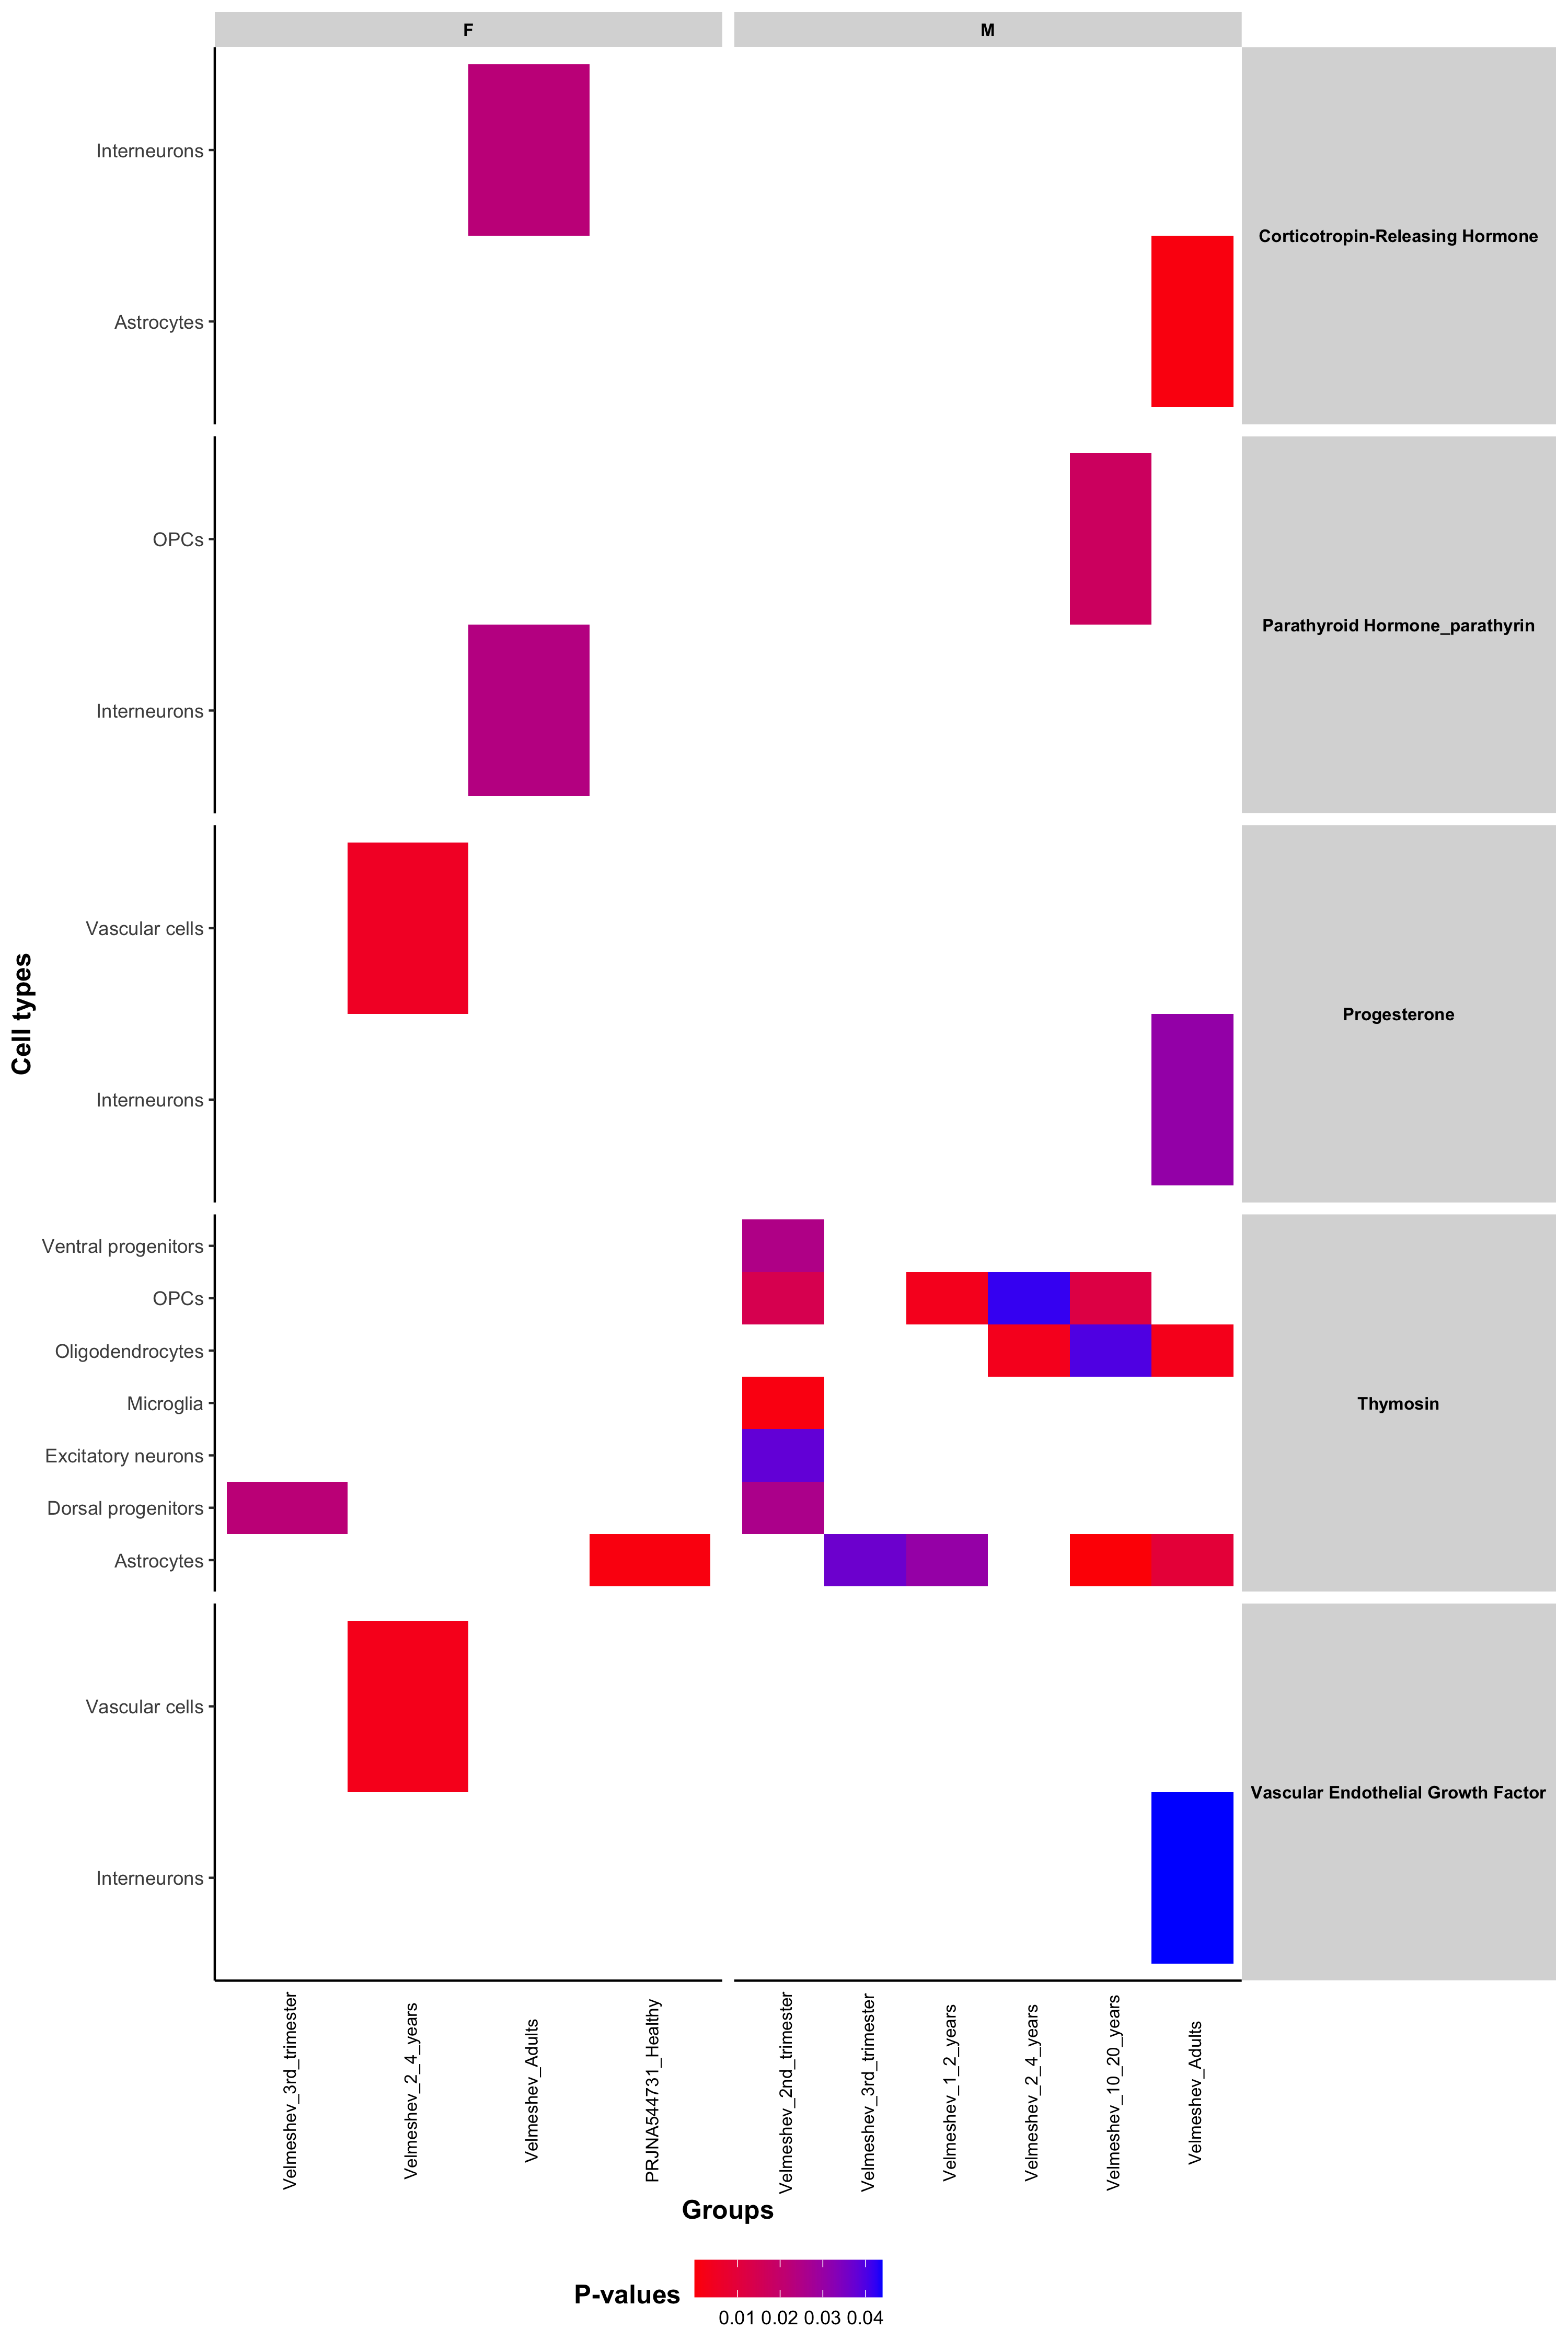 F
M
Interneurons
Astrocytes
Corticotropin-Releasing Hormone
OPCs
Interneurons
Parathyroid Hormone_parathyrin
Vascular cells
Interneurons
Progesterone
Ventral progenitors
OPCs
Oligodendrocytes
Microglia
Excitatory neurons
Dorsal progenitors
Astrocytes
Thymosin
Vascular cells
Interneurons
Vascular Endothelial Growth Factor
Cell types
Velmeshev_3rd_trimester
Velmeshev_2_4_years
Velmeshev_Adults
PRJNA544731_Healthy
Velmeshev_2nd_trimester
Velmeshev_3rd_trimester
Velmeshev_1_2_years
Velmeshev_2_4_years
Velmeshev_10_20_years
Velmeshev_Adults
Groups
P-values
0.01 0.02 0.03 0.04